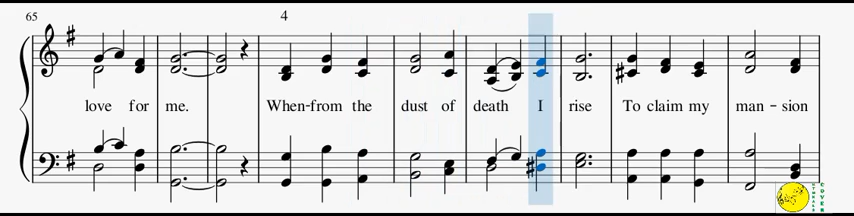 65
4
love for me. When-from the dust of death I rise To claim my man - sion